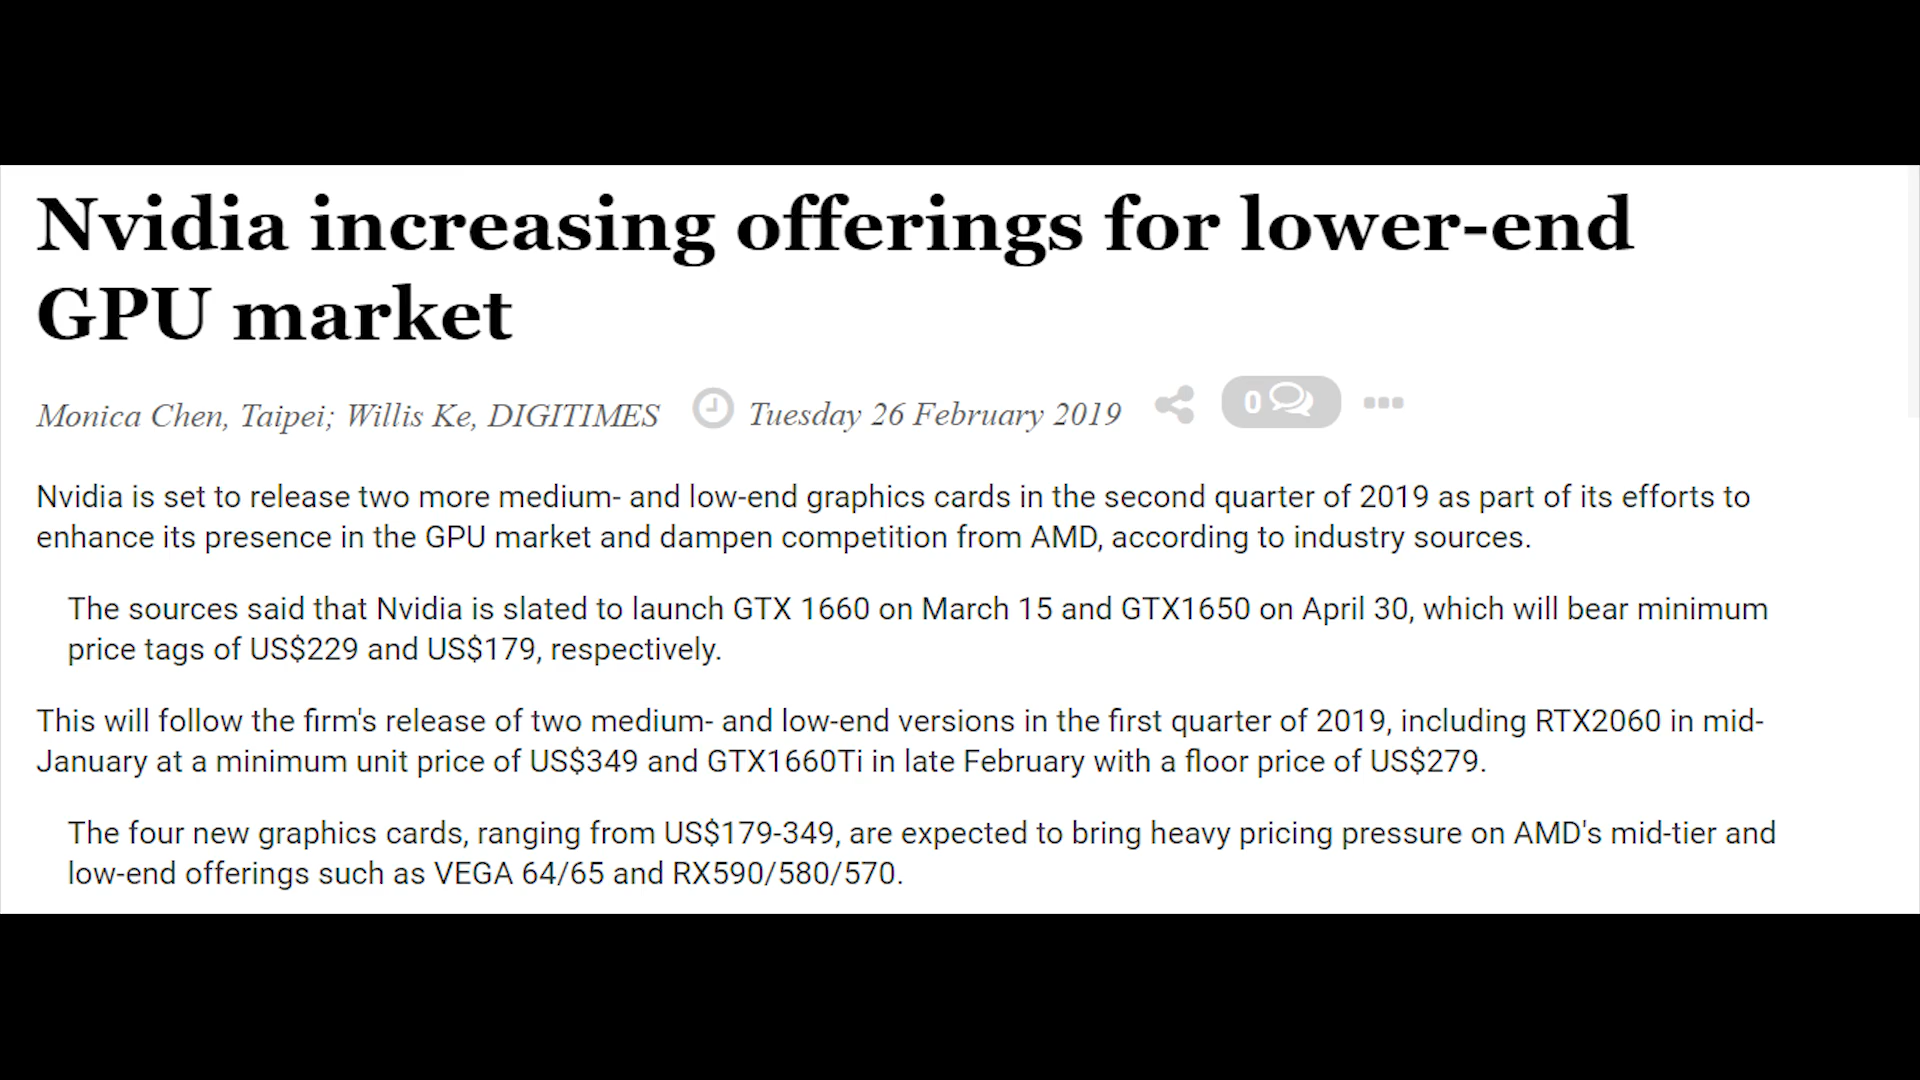 Nvidia increasing offerings for lower-end
GPU market
Monica Chen, Taipei; Willis Ke, DIGITIMES Tuesday 26 February 2019 0
Nvidia is set to release two more medium- and low-end graphics cards in the second quarter of 2019 as part of its efforts to
enhance its presence in the GPU market and dampen competition from AMD, according to industry sources.
The sources said that Nvidia is slated to launch GTX 1660 on March 15 and GTX1650 on April 30, which will bear minimum
price tags of US$229 and US$179, respectively.
This will follow the firm's release of two medium- and low-end versions in the first quarter of 2019, including RTX2060 in mid-
January at a minimum unit price of US$349 and GTX1660Ti in late February with a floor price of US$279.
The four new graphics cards, ranging from US$179-349, are expected to bring heavy pricing pressure on AMD's mid-tier and
low-end offerings such as VEGA 64/65 and RX590/580/570.